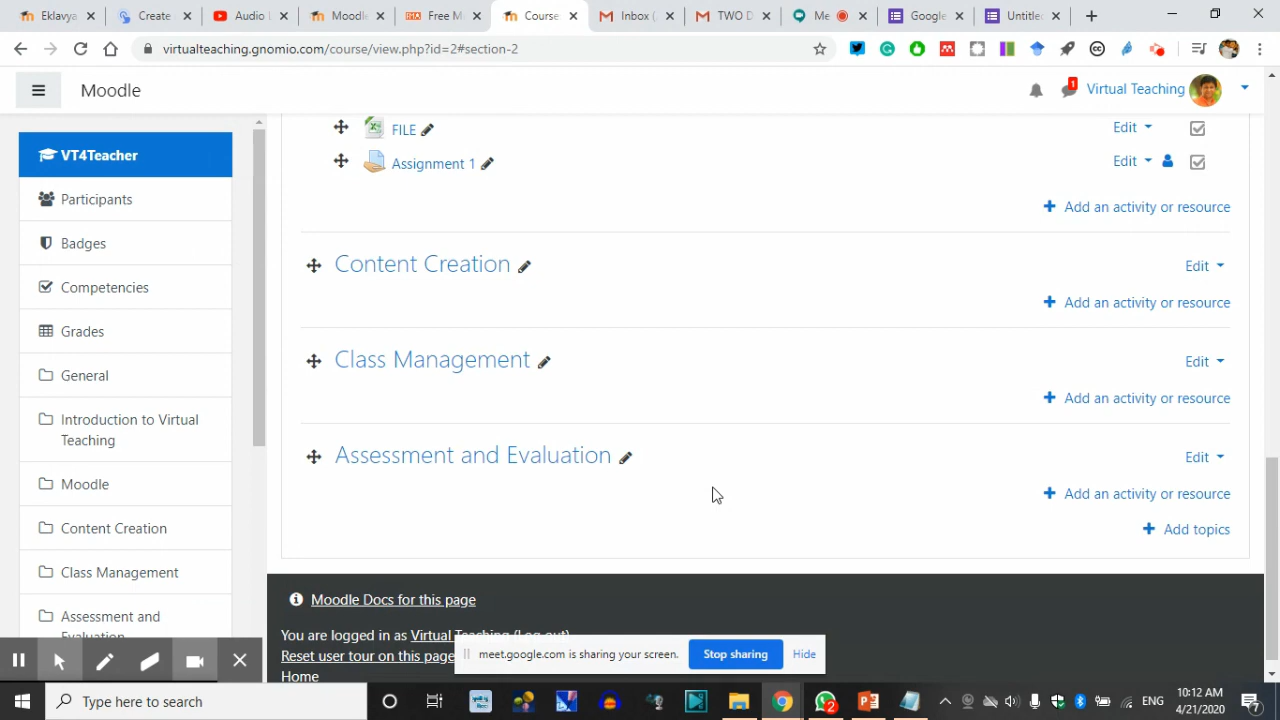 Eklayva
Create
Audio L
Moodle
Free M
Course
Inbox (
TWO D
Me
Google
Untitle
virtualteaching.gnomio.com/course/view.php?id=2#section-2
Moodle
1
Virtual Teaching
VT4Teacher
Participants
Badges
Competencies
Grades
General
Introduction to Virtual
Teaching
Moodle
Content Creation
Class Management
Assessment and
Evaluation
FILE
Edit
Assignment 1
Edit
Add an activity or resource
Content Creation
Edit
Add an activity or resource
Class Management
Edit
Add an activity or resource
Assessment and Evaluation
Edit
Add an activity or resource
Add topics
Moodle Docs for this page
You are logged in as Virtual Teaching (Log out)
Reset user tour on this page
Home
meet.google.com is sharing your screen.
Stop sharing
Hide
Type here to search
2
ENG
10:12 AM
4/21/2020
7